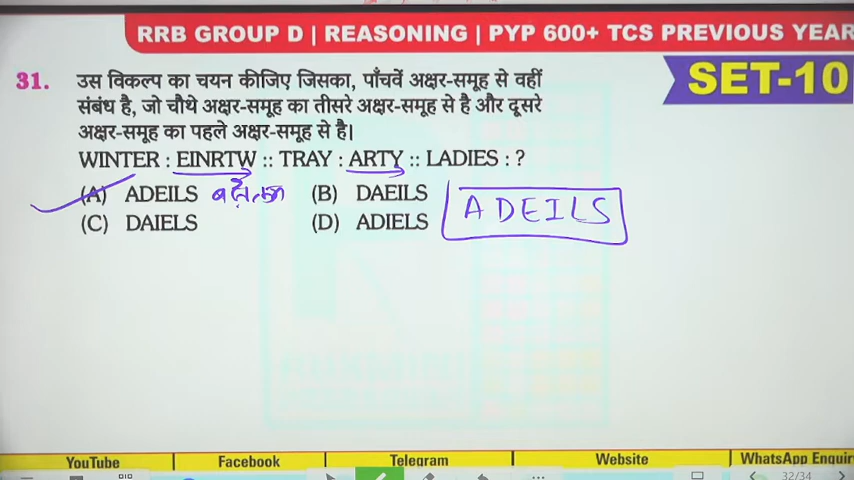 RRB GROUP D | REASONING | PYP 600+ TCS PREVIOUS YEAR
SET-10
31. उस विकल्प का चयन कीजिए जिसका, पाँचवें अक्षर-समूह से वहीं
संबंध है, जो चौथे अक्षर-समूह का तीसरे अक्षर-समूह से है और दूसरे
अक्षर-समूह का पहले अक्षर-समूह से है।
WINTER : EINRTW :: TRAY : ARTY :: LADIES : ?
(A) ADEILS (B) DAEILS
(C) DAIELS (D) ADIELS
ADEILS
YouTube Facebook Telegram Website WhatsApp Enquir
32/34